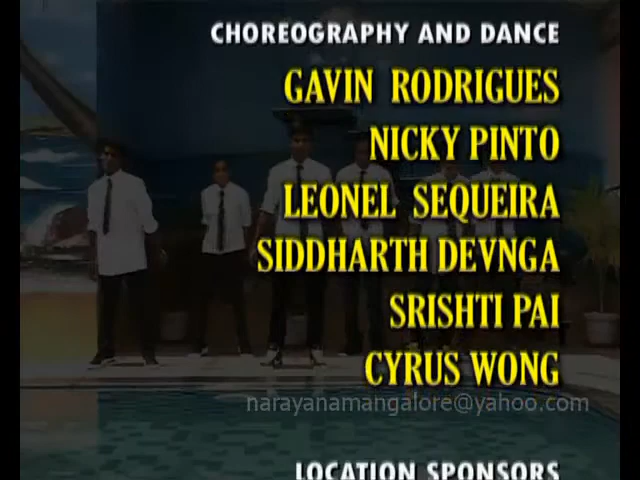 CHOREOGRAPHY AND DANCE
GAVIN RODRIGUES
NICKY PINTO
LEONEL SEQUEIRA
SIDDHARTH DEVNGA
SRISHTI PAI
CYRUS WONG
narayanamangalore@yahoo.com
LOCATION SPONSORS